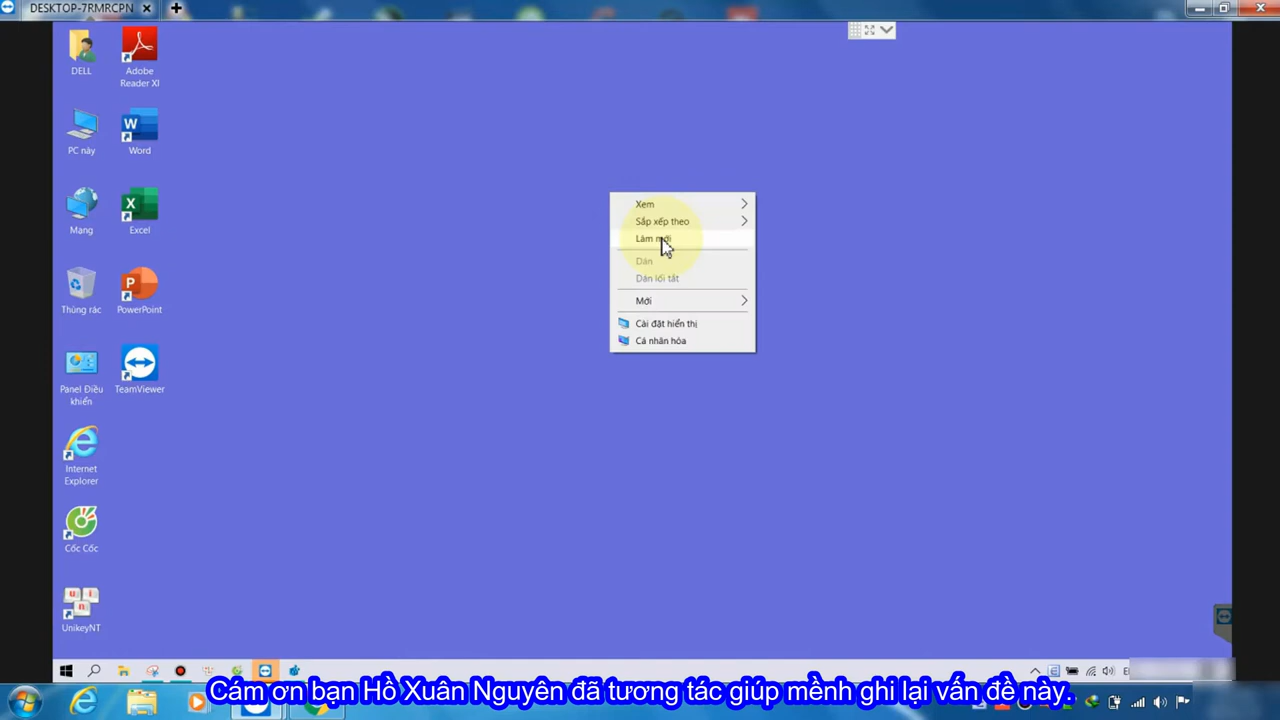 DESKTOP-7RMRCPN
DELL
Adobe
Reader XI
PC này
Word
Mạng
Excel
Thùng rác
PowerPoint
Panel Điều
khiển
TeamViewer
Internet
Explorer
Cốc Cốc
UnikeyNT
Xem
Sắp xếp theo
Làm mới
Dán
Dán lối tắt
Mới
Cài đặt hiển thị
Cá nhân hóa
Cám ơn bạn Hồ Xuân Nguyên đã tương tác giúp mềnh ghi lại vấn đề này.